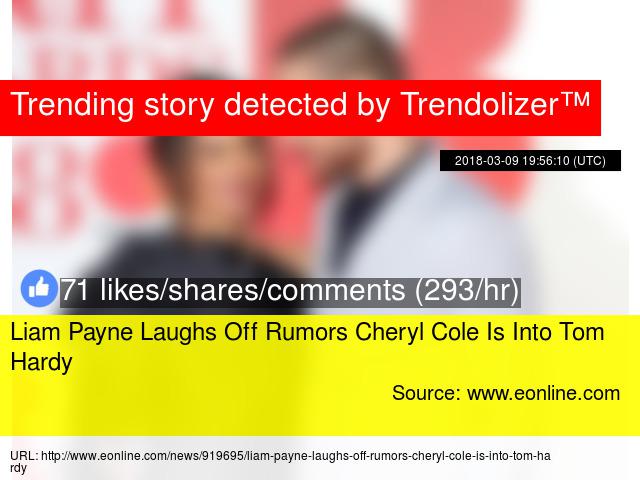 Trending story detected by Trendolizer™
2018-03-09 19:56:10 (UTC)
71 likes/shares/comments (293/hr)
Liam Payne Laughs Off Rumors Cheryl Cole Is Into Tom
Hardy
Source: www.eonline.com
URL: http://www.eonline.com/news/919695/liam-payne-laughs-off-rumors-cheryl-cole-is-into-tom-ha
rdy